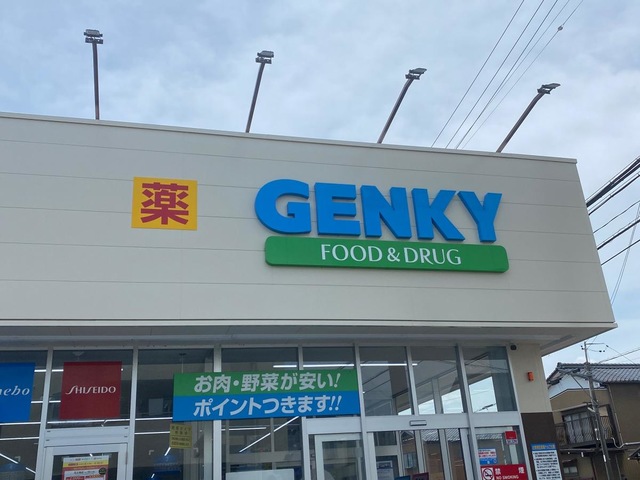 薬
GENKY
FOOD & DRUG
nebo
SHISEIDO
お肉・野菜が安い!
ポイントつきます!!
禁煙
NO SMOKING